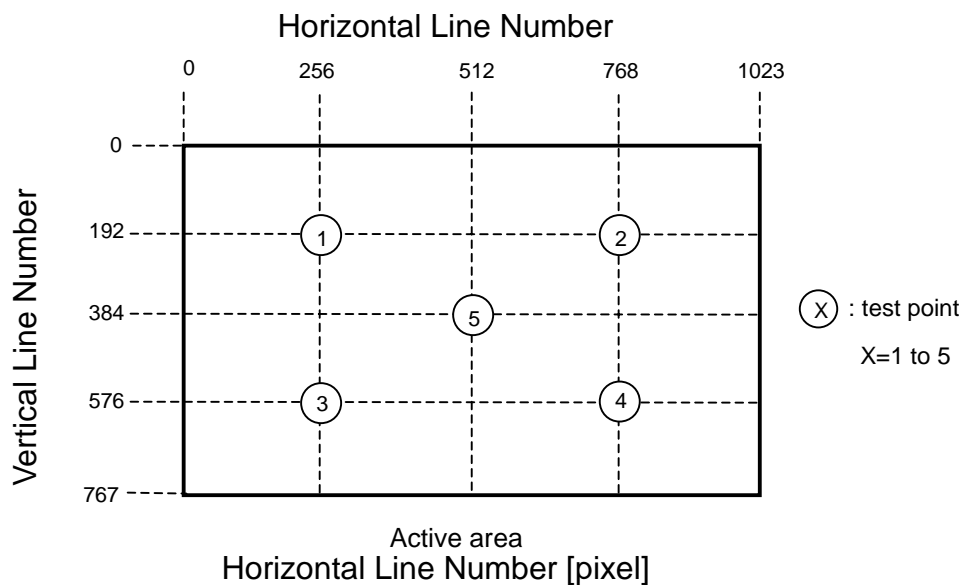 Horizontal Line Number
0 256 512 768 1023
0
192
1 2
Vertical Line Number
384
5
X : test point
X=1 to 5
576
3 4
767
Active area
Horizontal Line Number [pixel]